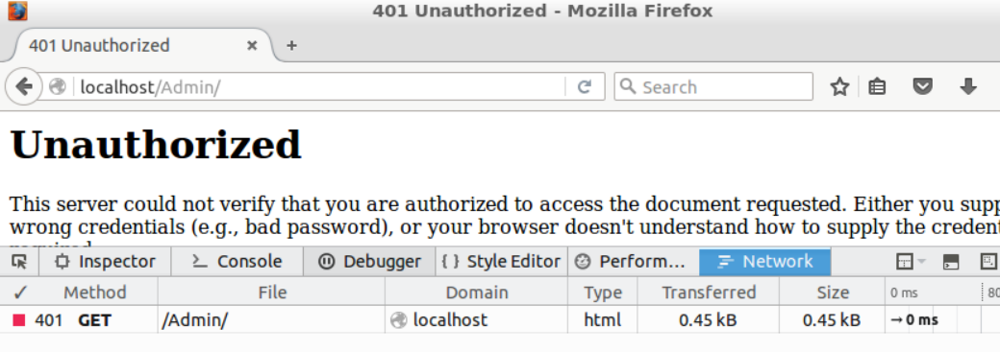 401 Unauthorized - Mozilla Firefox
401 Unauthorized × +
localhost/Admin/ Search
Unauthorized
This server could not verify that you are authorized to access the document requested. Either you
wrong credentials (e.g., bad password), or your browser doesn't understand how to supply the
Inspector Console Debugger { } Style Editor Perform... Network
✓ Method File Domain Type Transferred Size 0 ms 80
401 GET /Admin/ localhost html 0.45 kB 0.45 kB → 0 ms